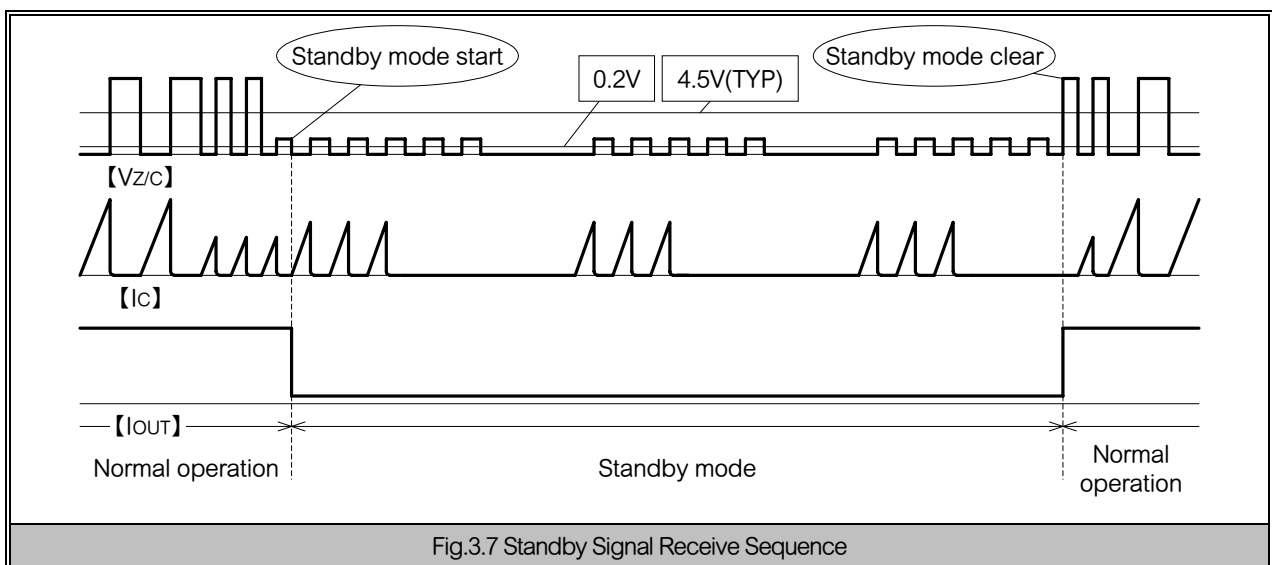 Standby mode start
Standby mode clear
0.2V
4.5V(TYP)
【VZ/C】
【IC】
【IOUT】
Normal operation
Standby mode
Normal
operation
Fig.3.7 Standby Signal Receive Sequence